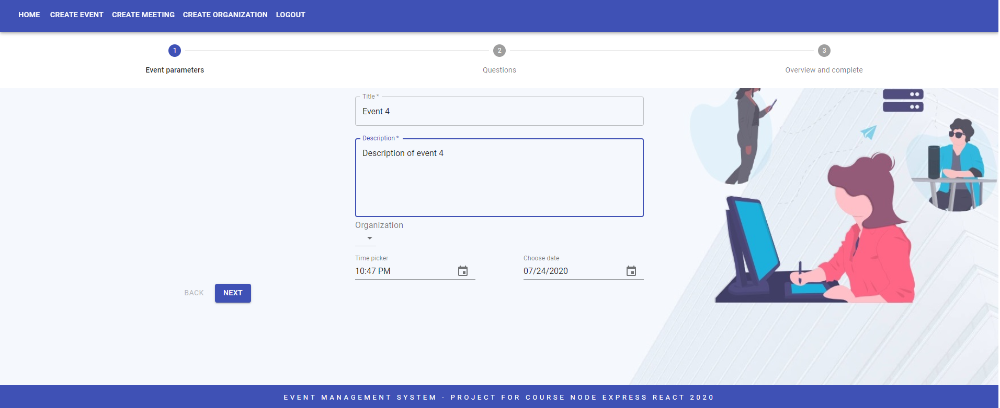 HOME CREATE EVENT CREATE MEETING CREATE ORGANIZATION LOGOUT
1 2 3
Event parameters Questions Overview and complete
Title *
Event 4
Description *
Description of event 4
Organization
Time picker Choose date
10:47 PM 07/24/2020
BACK NEXT
EVENT MANAGEMENT SYSTEM - PROJECT FOR COURSE NODE EXPRESS REACT 2020